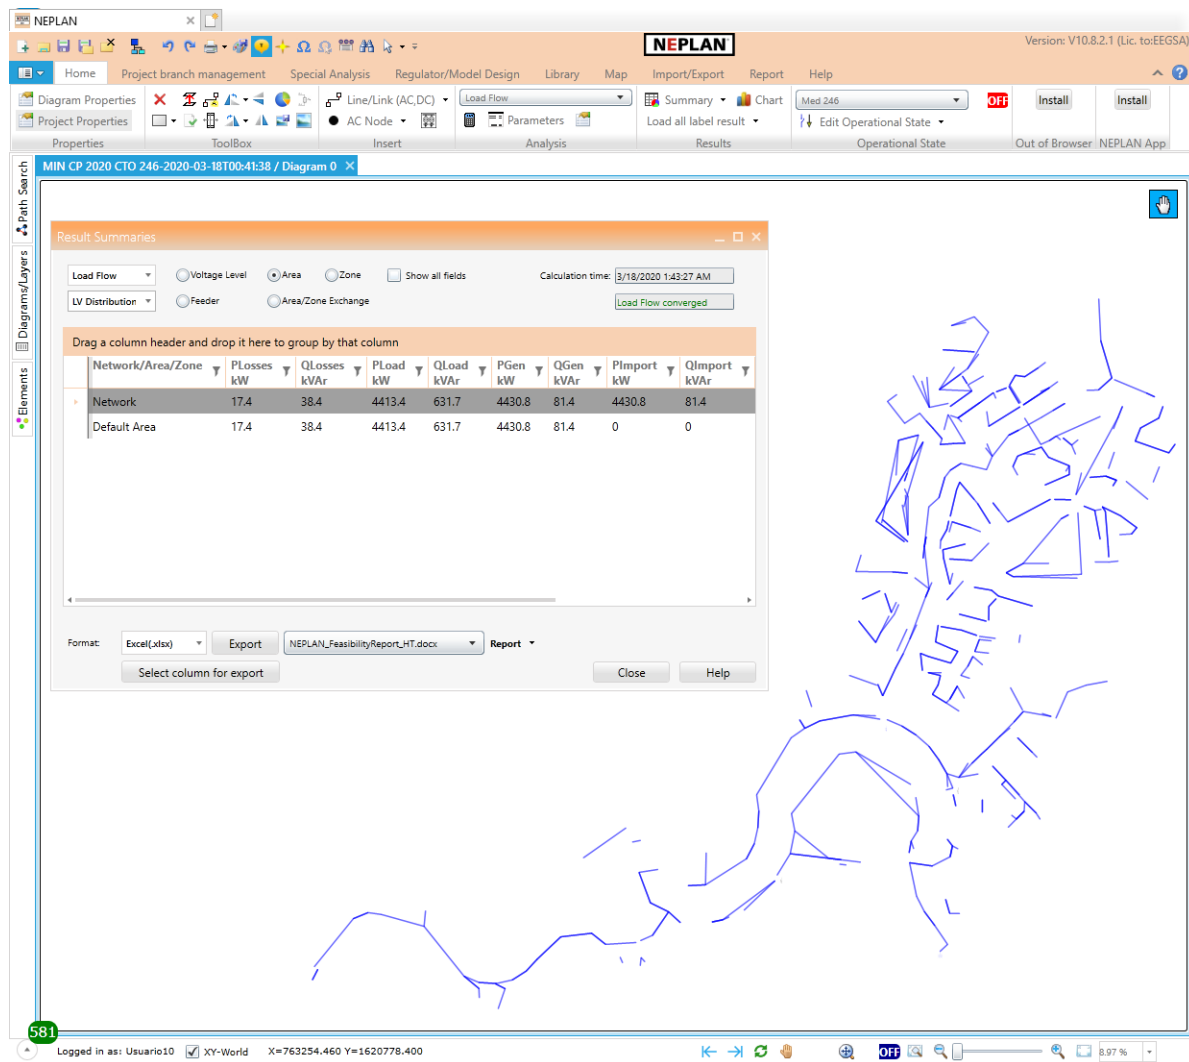 NEPLAN
NEPLAN
Version: V10.8.2.1 (Lic. to:EEGSA)
Home Project branch management Special Analysis Regulator/Model Design Library Map Import/Export Report Help
Diagram Properties Line/Link (AC,DC) Load Flow Summary Chart Med 246 OFF Install Install
Project Properties AC Node Parameters Load all label result Edit Operational State
Properties ToolBox Insert Analysis Results Operational State Out of Browser NEPLAN App
MIN CP 2020 CTO 246-2020-03-18T00:41:38 / Diagram 0
Path Search
Diagrams/Layers
Elements
Result Summaries
Load Flow Voltage Level Area Zone Show all fields Calculation time: 3/18/2020 1:43:27 AM
LV Distribution Feeder Area/Zone Exchange Load Flow converged
Drag a column header and drop it here to group by that column
Network/Area/Zone PLosses QLosses PLoad QLoad PGen QGen PImport QImport
kW kVAr kW kVAr kW kVAr kW kVAr
Network 17.4 38.4 4413.4 631.7 4430.8 81.4 4430.8 81.4
Default Area 17.4 38.4 4413.4 631.7 4430.8 81.4 0 0
Format: Excel(.xlsx) Export NEPLAN_FeasibilityReport_HT.docx Report
Select column for export Close Help
581
Logged in as: Usuario10 XY-World X=763254.460 Y=1620778.400 OFF 8.97 %